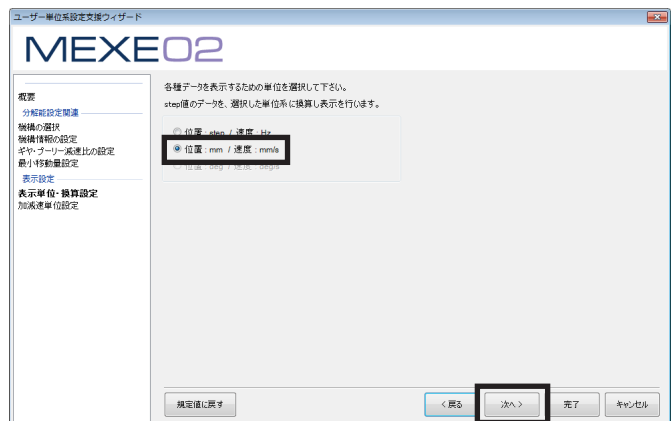 ユーザー単位系設定支援ウィザード
MEXE02
概要
分解能設定関連
機構の選択
機構情報の設定
ギヤ・プーリー減速比の設定
最小移動量設定
表示設定
表示単位・換算設定
加減速単位設定
各種データを表示するための単位を選択して下さい。
step値のデータを、選択した単位系に換算し表示を行います。
位置 : step / 速度 : Hz
位置 : mm / 速度 : mm/s
位置 : deg / 速度 : deg/s
規定値に戻す
< 戻る
次へ >
完了
キャンセル